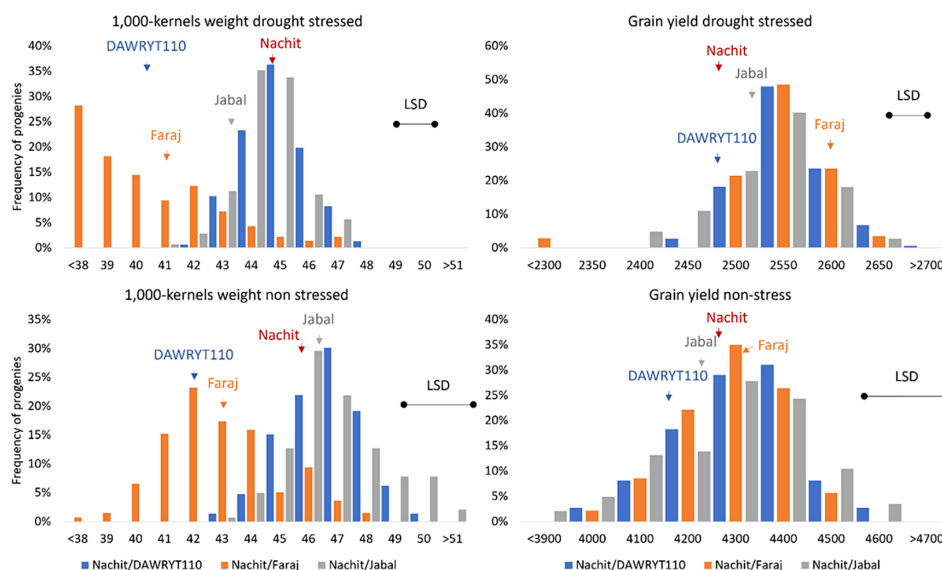 1,000-kernels weight drought stressed
Frequency of progenies
40%
35%
30%
25%
20%
15%
10%
5%
0%
DAWRYT110
Nachit
Jabal
Faraj
LSD
<38 39 40 41 42 43 44 45 46 47 48 49 50 >51
Grain yield drought stressed
60%
50%
40%
30%
20%
10%
0%
Nachit
Jabal
DAWRYT110
Faraj
LSD
<2300 2350 2400 2450 2500 2550 2600 2650 >2700
1,000-kernels weight non stressed
Frequency of progenies
35%
30%
25%
20%
15%
10%
5%
0%
Jabal
Nachit
DAWRYT110
Faraj
LSD
<38 39 40 41 42 43 44 45 46 47 48 49 50 >51
Nachit/DAWRYT110 Nachit/Faraj Nachit/Jabal
Grain yield non-stress
40%
35%
30%
25%
20%
15%
10%
5%
0%
Nachit
Jabal
Faraj
DAWRYT110
LSD
<3900 4000 4100 4200 4300 4400 4500 4600 >4700
Nachit/DAWRYT110 Nachit/Faraj Nachit/Jabal